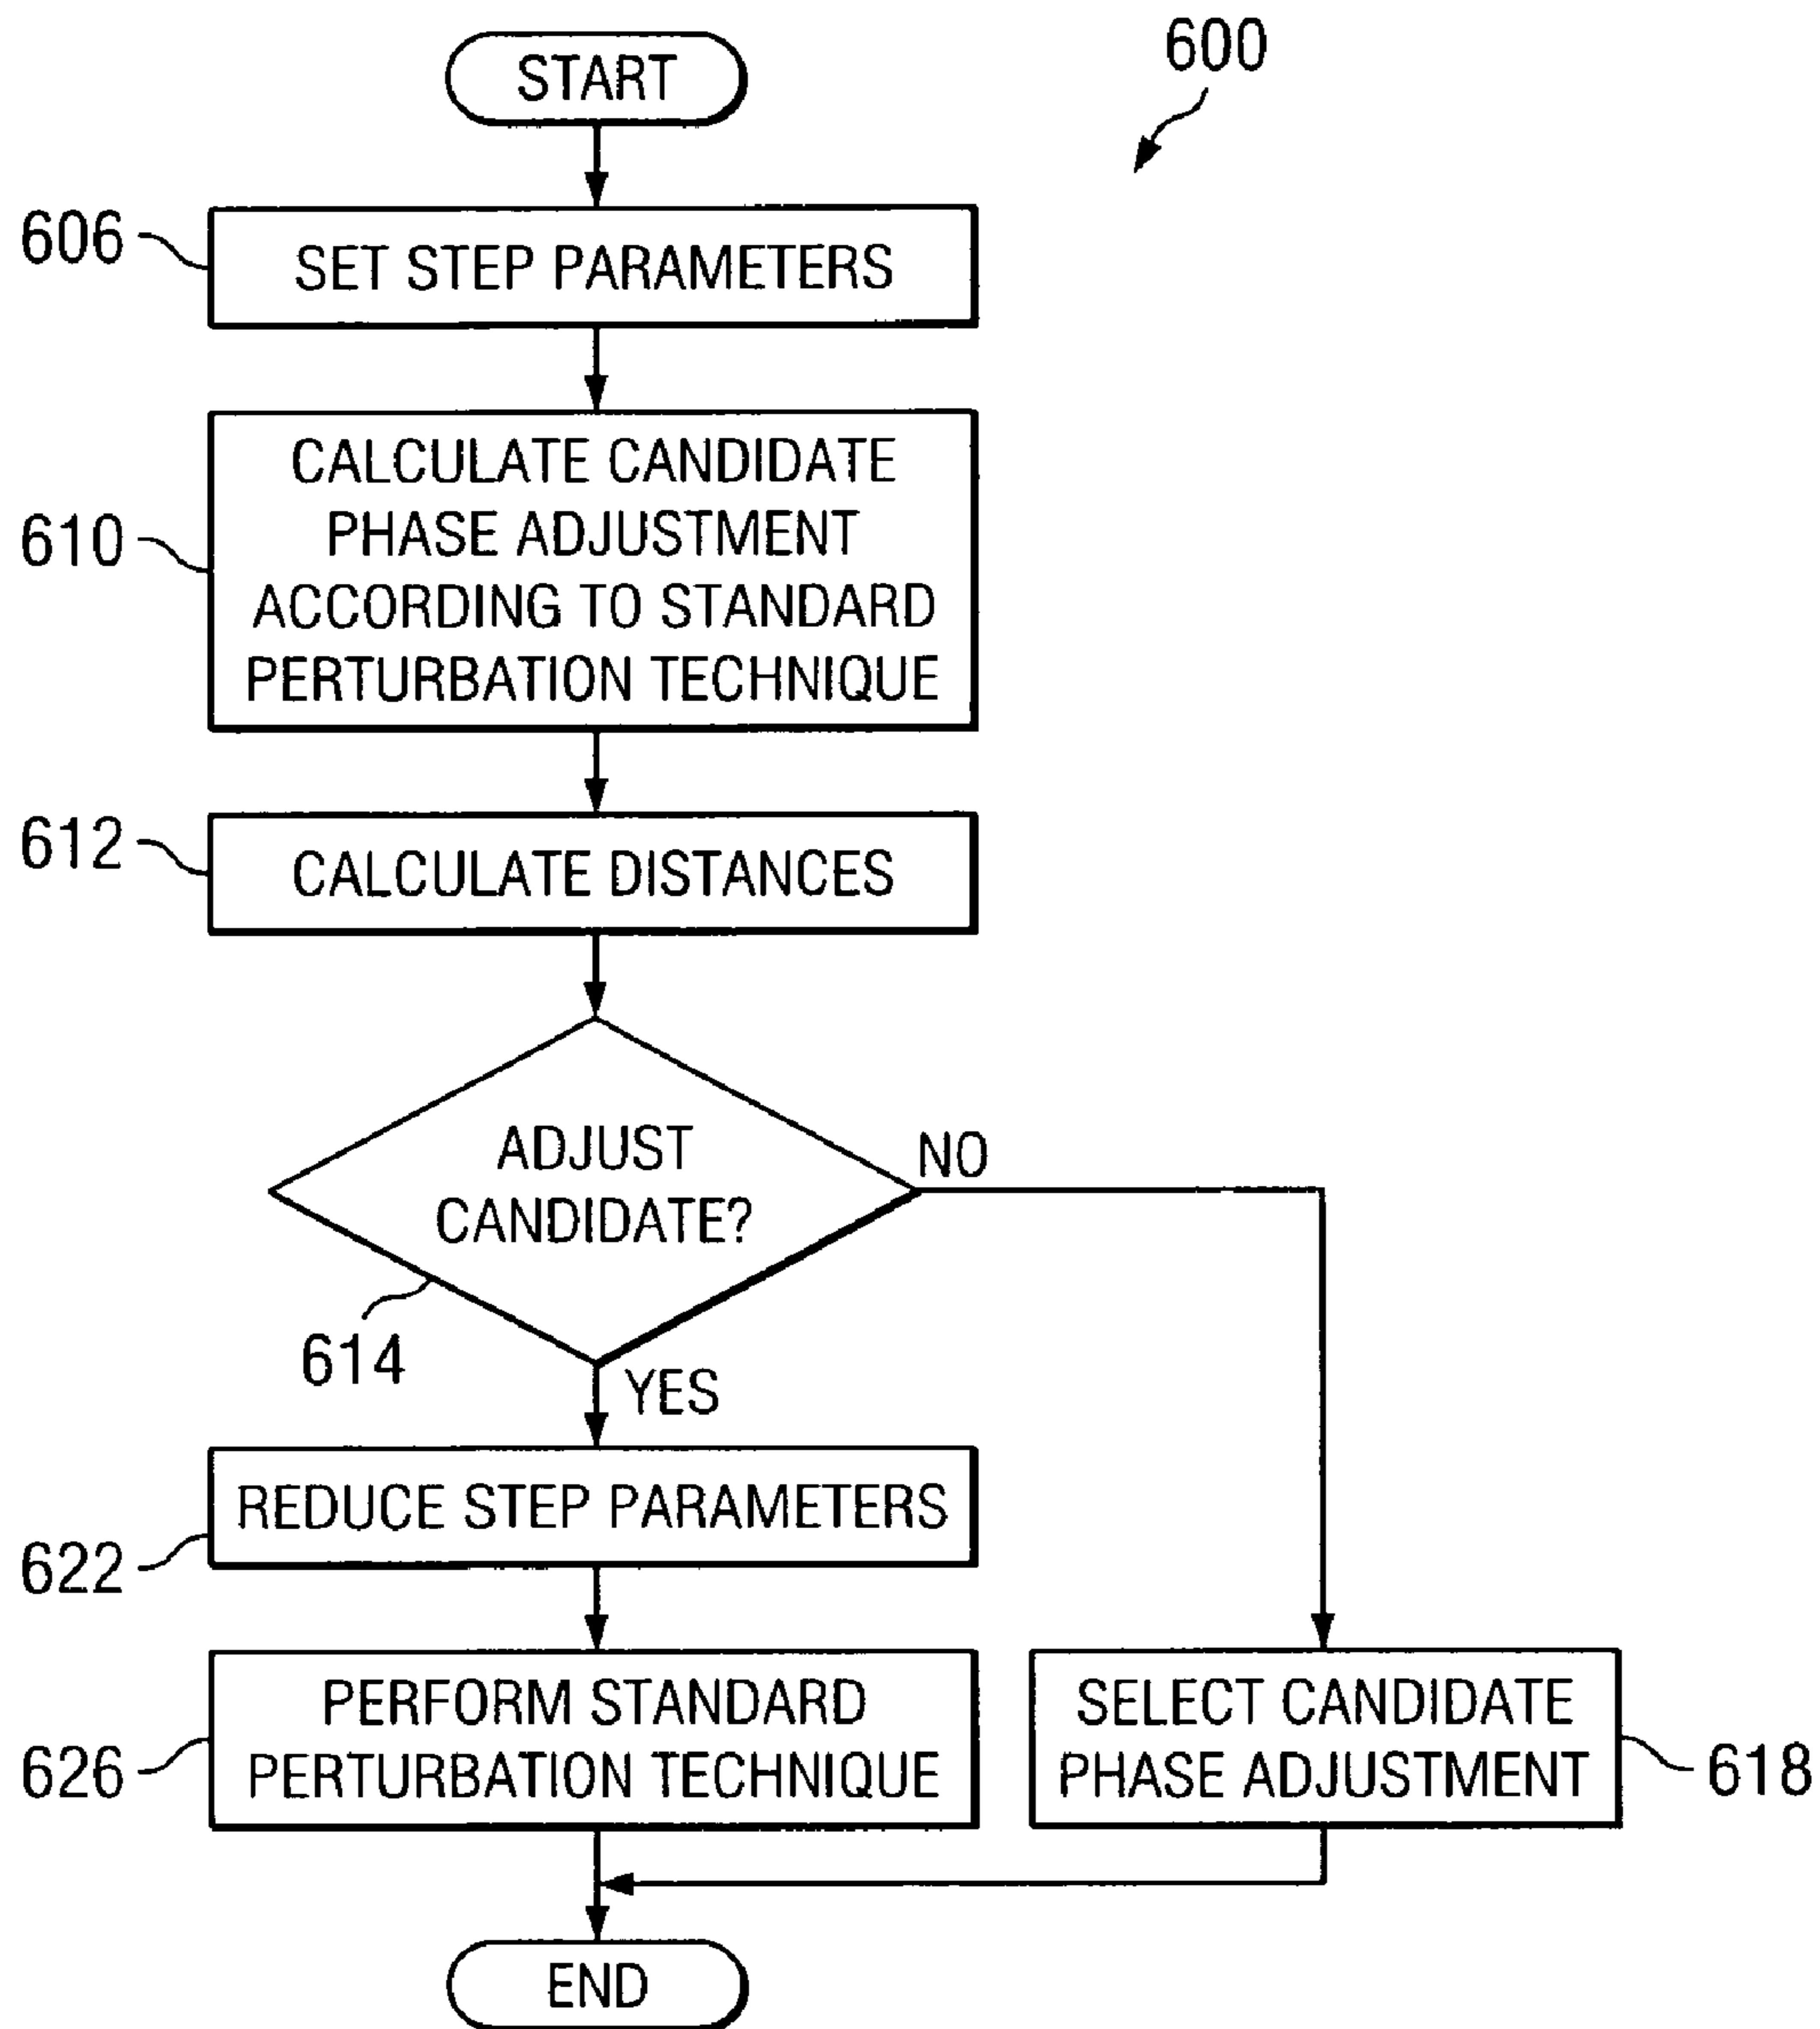 START
600
606
SET STEP PARAMETERS
610
CALCULATE CANDIDATE
PHASE ADJUSTMENT
ACCORDING TO STANDARD
PERTURBATION TECHNIQUE
612
CALCULATE DISTANCES
ADJUST
CANDIDATE?
NO
614
YES
REDUCE STEP PARAMETERS
622
PERFORM STANDARD
PERTURBATION TECHNIQUE
626
SELECT CANDIDATE
PHASE ADJUSTMENT
618
END